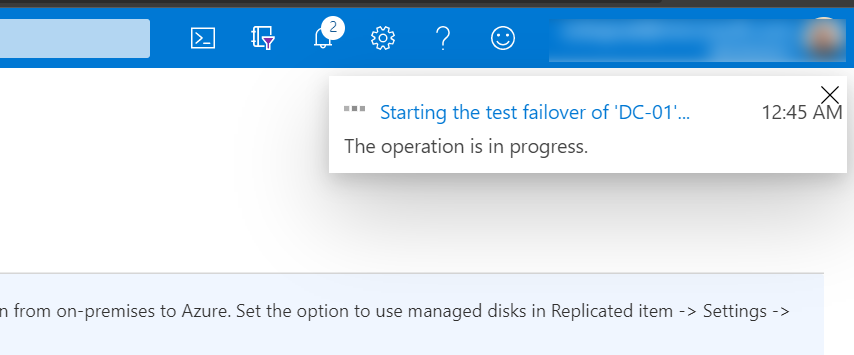 2
Starting the test failover of 'DC-01'... 12:45 AM
The operation is in progress.
n from on-premises to Azure. Set the option to use managed disks in Replicated item -> Settings ->